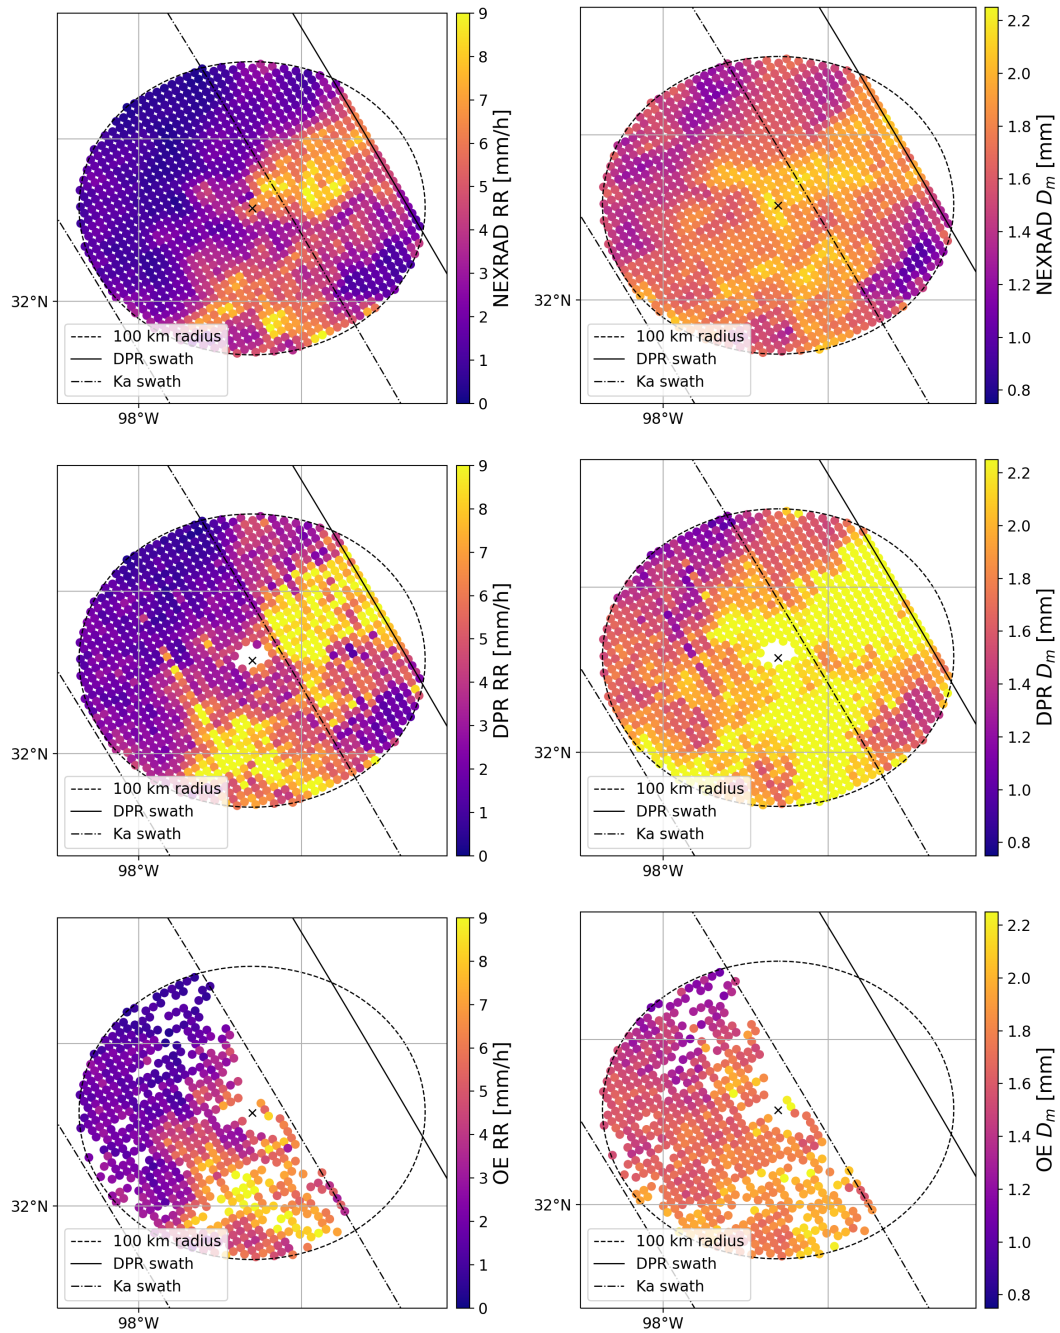 9
8
7
6
5
4
3
2
1
0
NEXRAD RR [mm/h]
32°N
98°W
100 km radius
DPR swath
Ka swath
2.2
2.0
1.8
1.6
1.4
1.2
1.0
0.8
NEXRAD Dm [mm]
32°N
98°W
100 km radius
DPR swath
Ka swath
9
8
7
6
5
4
3
2
1
0
DPR RR [mm/h]
32°N
98°W
100 km radius
DPR swath
Ka swath
2.2
2.0
1.8
1.6
1.4
1.2
1.0
0.8
DPR Dm [mm]
32°N
98°W
100 km radius
DPR swath
Ka swath
9
8
7
6
5
4
3
2
1
0
OE RR [mm/h]
32°N
98°W
100 km radius
DPR swath
Ka swath
2.2
2.0
1.8
1.6
1.4
1.2
1.0
0.8
OE Dm [mm]
32°N
98°W
100 km radius
DPR swath
Ka swath